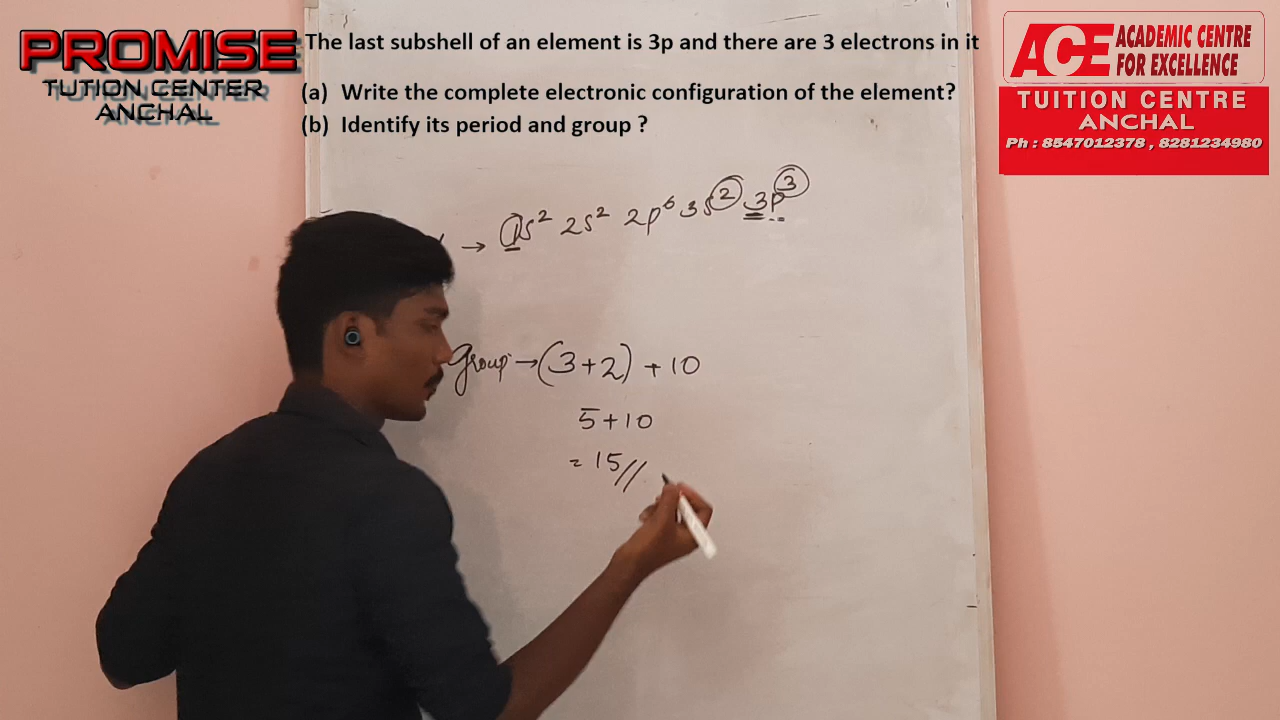 PROMISE
TUTION CENTER
ANCHAL
The last subshell of an element is 3p and there are 3 electrons in it
(a) Write the complete electronic configuration of the element?
(b) Identify its period and group ?
ACE ACADEMIC CENTRE
FOR EXCELLENCE
TUITION CENTRE
ANCHAL
Ph : 8547012378 , 8281234980
→ 1s² 2s² 2p⁶ 3s² 3p³
Group → (3+2) + 10
5+10
= 15//